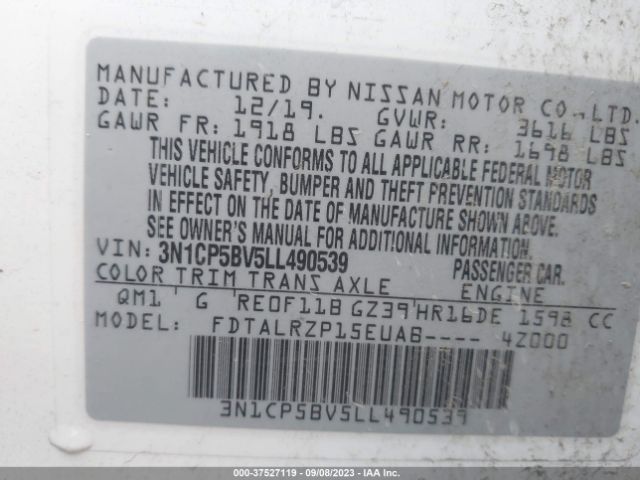 MANUFACTURED BY NISSAN MOTOR CO.,LTD.
DATE: 12/19. GVWR: 3616 LBS
GAWR FR: 1918 LBS GAWR RR: 1698 LBS
THIS VEHICLE CONFORMS TO ALL APPLICABLE FEDERAL MOTOR
VEHICLE SAFETY, BUMPER AND THEFT PREVENTION STANDARDS
IN EFFECT ON THE DATE OF MANUFACTURE SHOWN ABOVE.
SEE OWNER'S MANUAL FOR ADDITIONAL INFORMATION.
VIN: 3N1CP5BV5LL490539 PASSENGER CAR.
COLOR TRIM TRANS AXLE ENGINE
QM1 G RE0F11B GZ39 HR16DE 1598 CC
MODEL: FDTALRZP15EUAB---- 4Z000
3N1CP5BV5LL490539
000-37527119 - 09/08/2023 - IAA Inc.